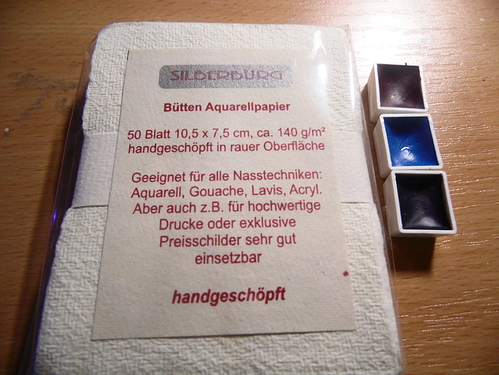 SILBERBURG
Bütten Aquarellpapier
50 Blatt 10,5 x 7,5 cm, ca. 140 g/m²
handgeschöpft in rauer Oberfläche
Geeignet für alle Nasstechniken:
Aquarell, Gouache, Lavis, Acryl.
Aber auch z.B. für hochwertige
Drucke oder exklusive
Preisschilder sehr gut
einsetzbar
handgeschöpft